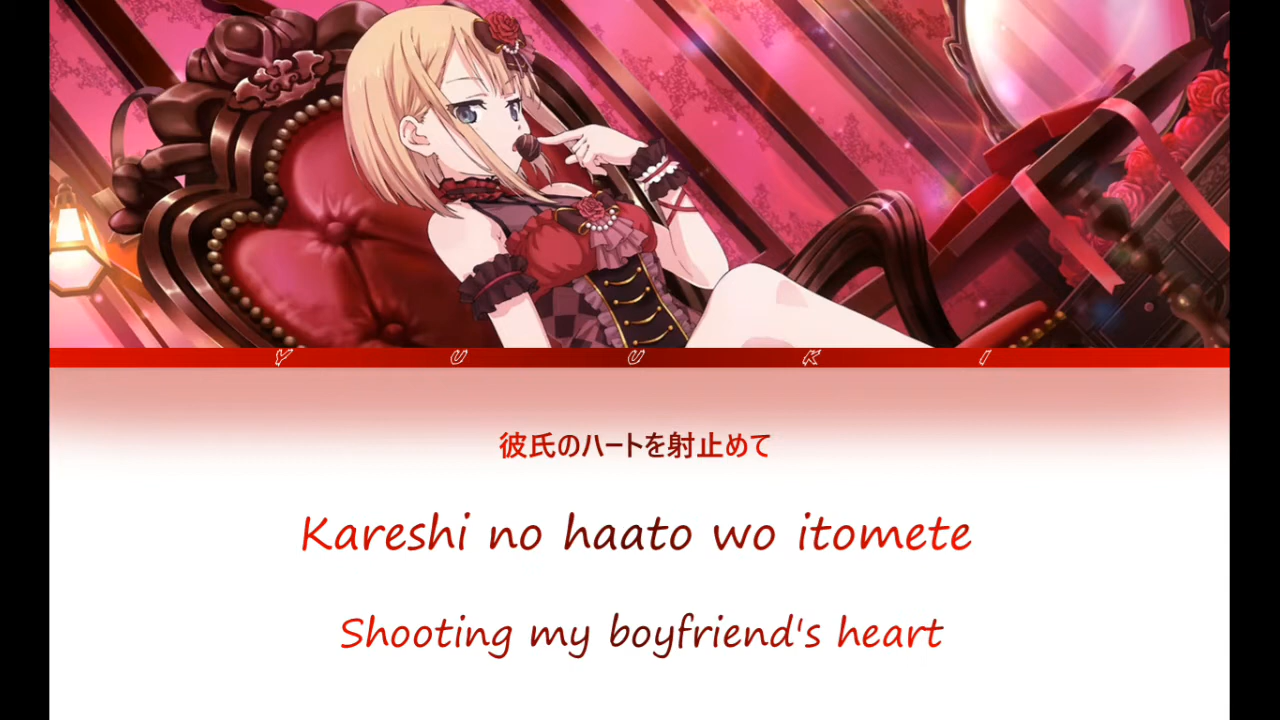 Y U U K I
彼氏のハートを射止めて
Kareshi no haato wo itomete
Shooting my boyfriend's heart